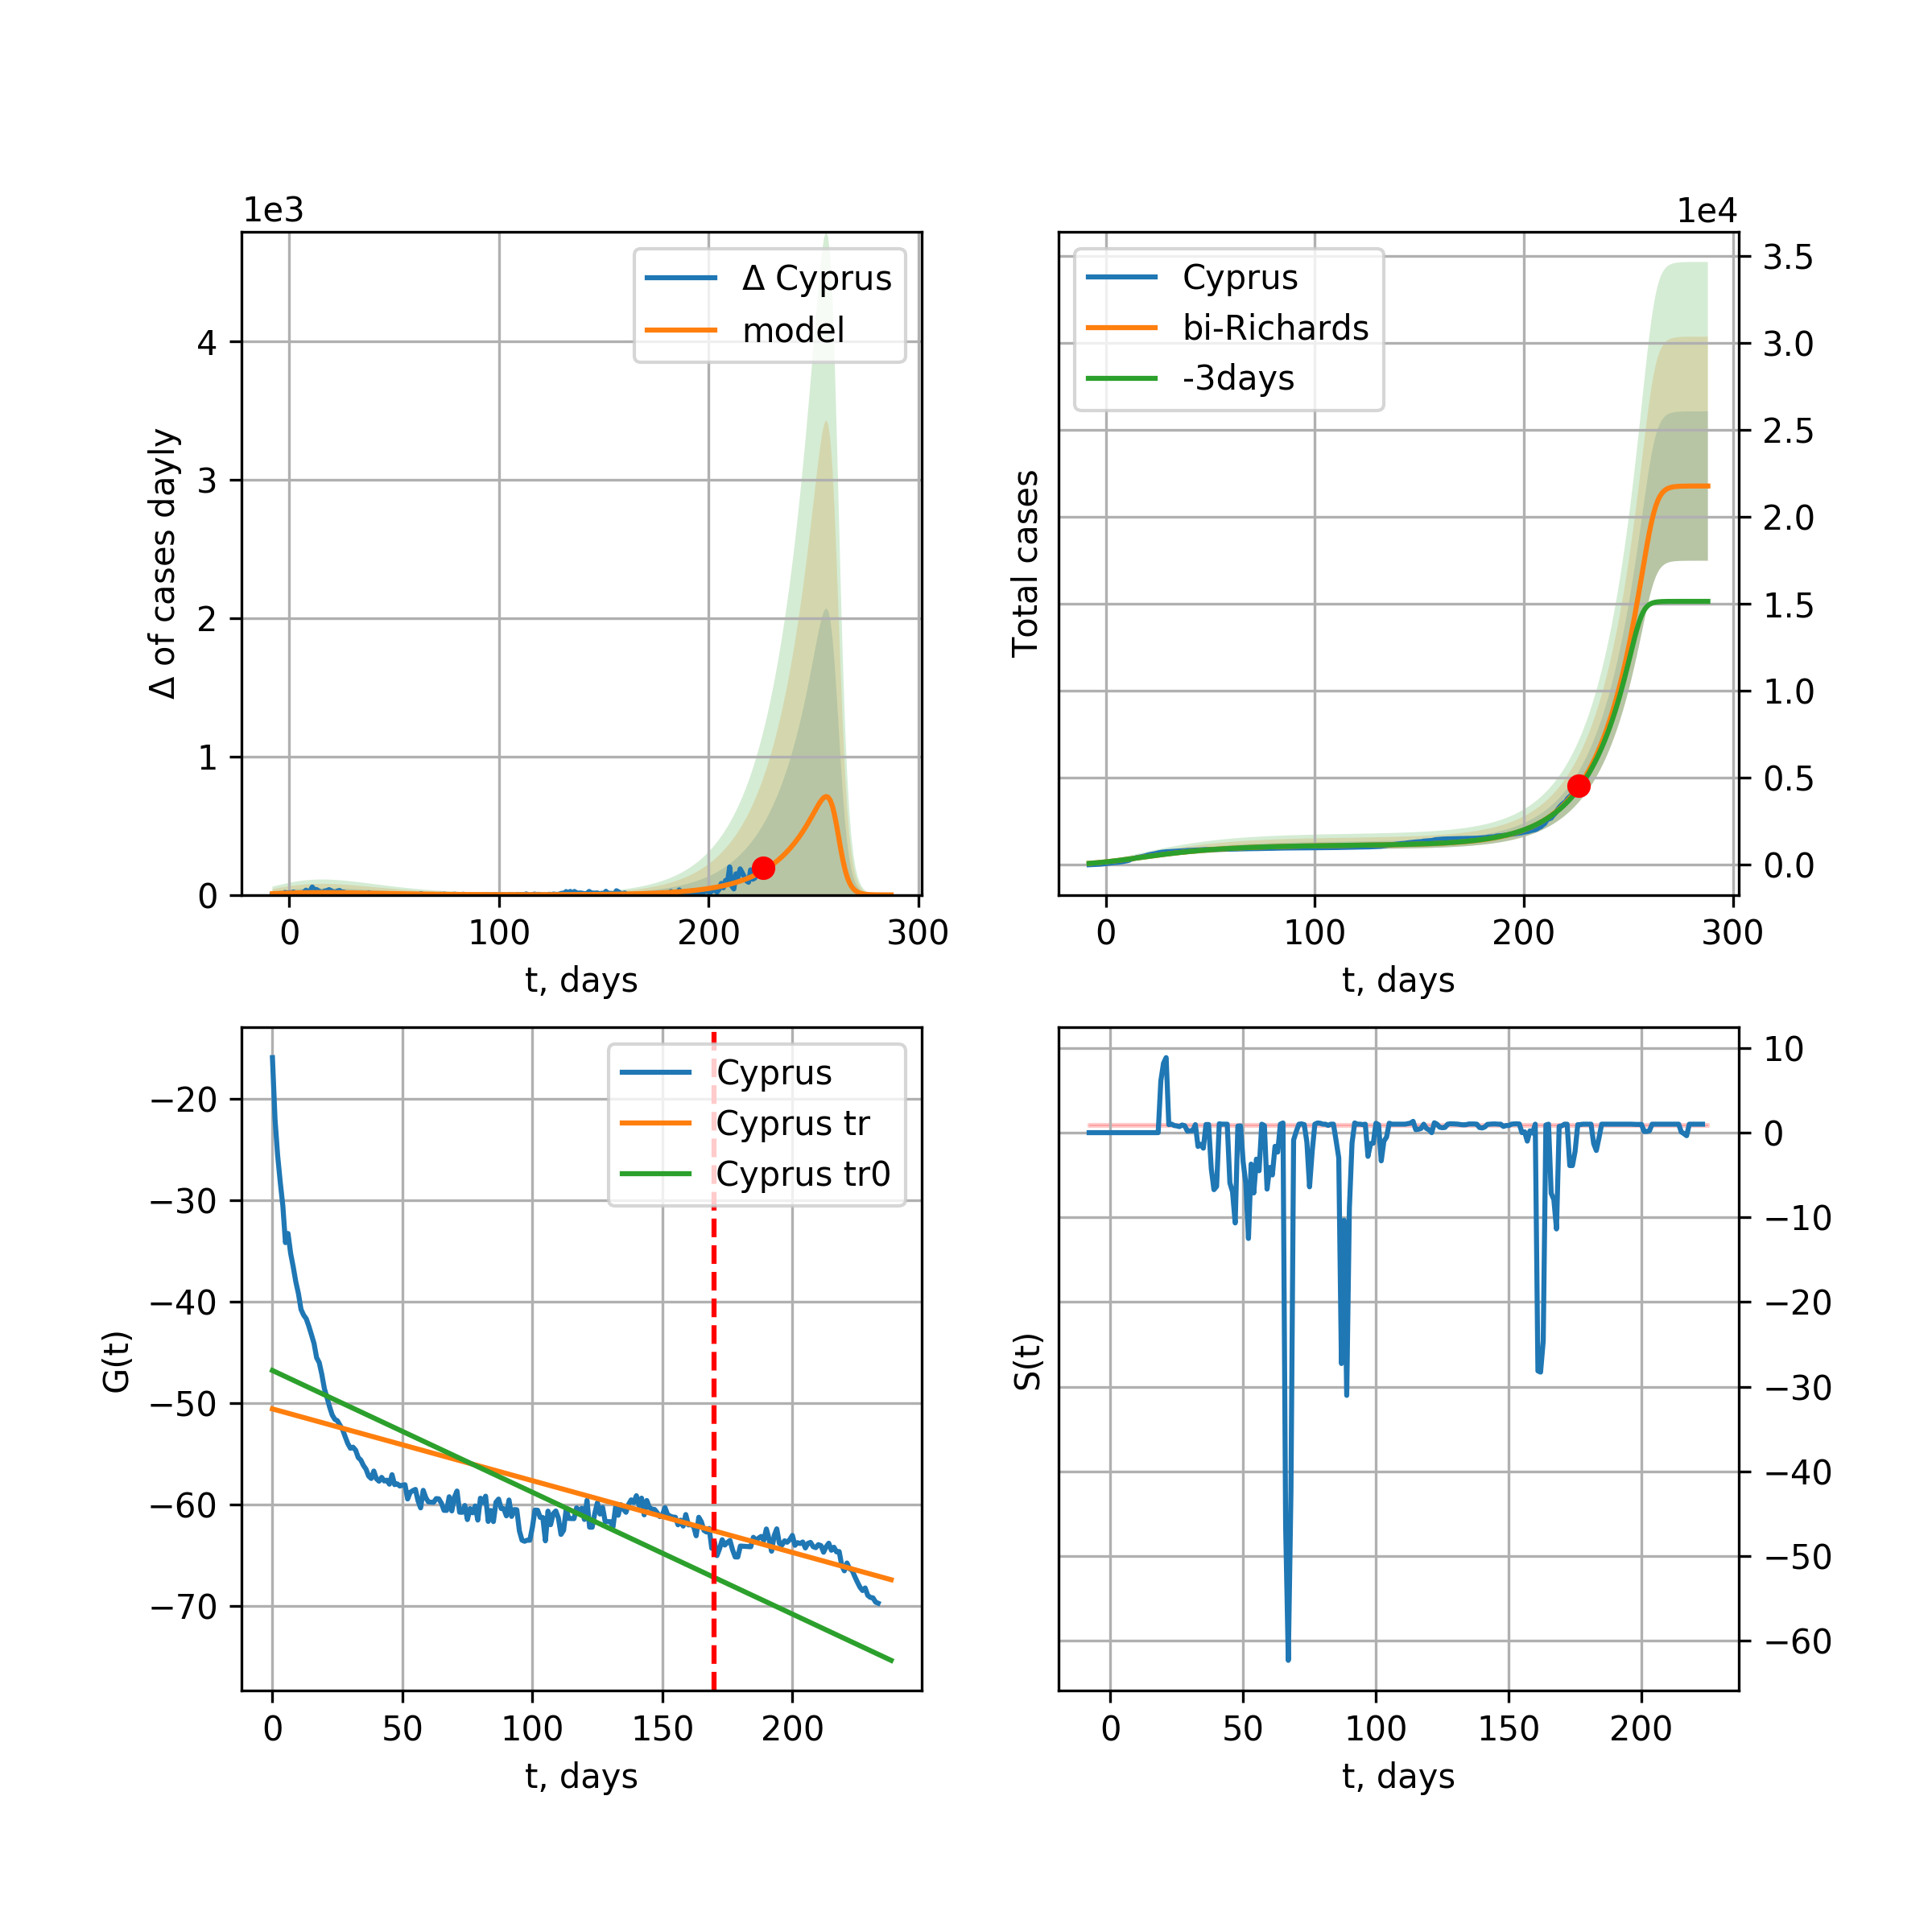 1e3
Δ of cases dayly
4
3
2
1
0
Δ Cyprus
model
0 100 200 300
t, days
1e4
Total cases
Cyprus
bi-Richards
-3days
3.5
3.0
2.5
2.0
1.5
1.0
0.5
0.0
0 100 200 300
t, days
G(t)
−20
−30
−40
−50
−60
−70
Cyprus
Cyprus tr
Cyprus tr0
0 50 100 150 200
t, days
S(t)
10
0
−10
−20
−30
−40
−50
−60
0 50 100 150 200
t, days